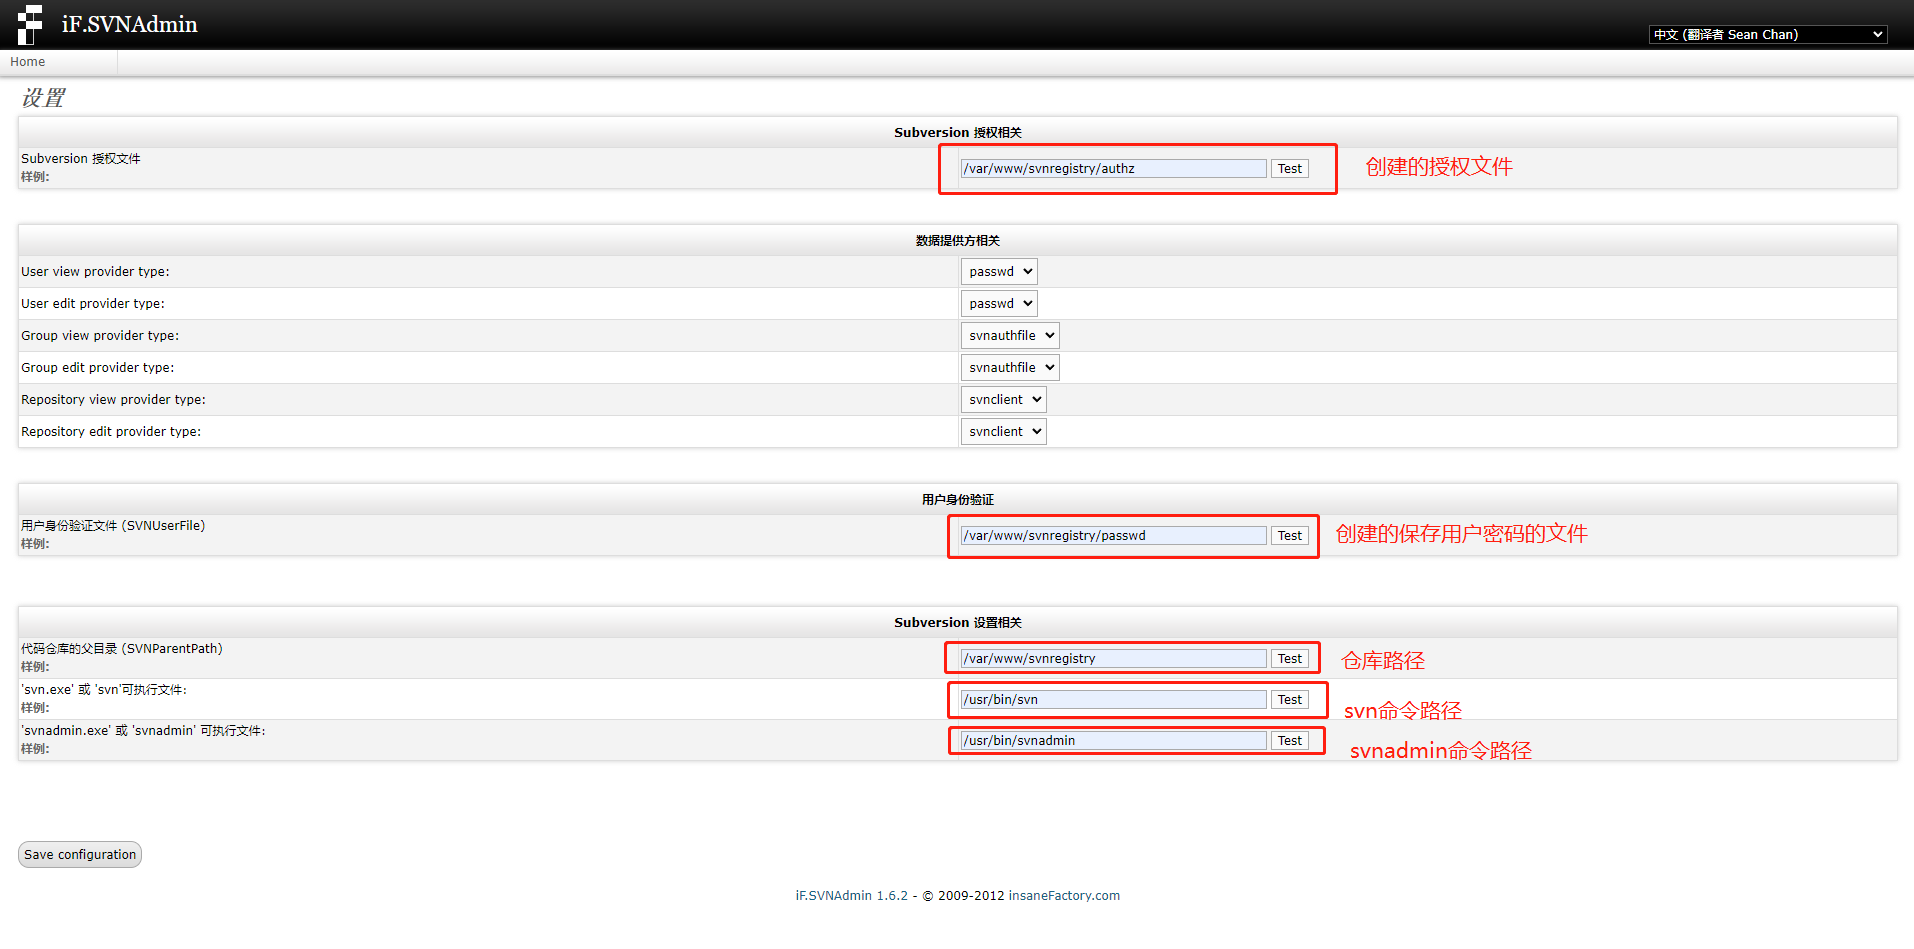 iF.SVNAdmin
中文 (翻译者 Sean Chan)
Home
设置
Subversion 授权相关
Subversion 授权文件
样例:
/var/www/svnregistry/authz Test 创建的授权文件
数据提供方相关
User view provider type: passwd
User edit provider type: passwd
Group view provider type: svnauthfile
Group edit provider type: svnauthfile
Repository view provider type: svnclient
Repository edit provider type: svnclient
用户身份验证
用户身份验证文件 (SVNUserFile)
样例:
/var/www/svnregistry/passwd Test 创建的保存用户密码的文件
Subversion 设置相关
代码仓库的父目录 (SVNParentPath)
样例:
/var/www/svnregistry Test 仓库路径
'svn.exe' 或 'svn'可执行文件:
样例:
/usr/bin/svn Test svn命令路径
'svnadmin.exe' 或 'svnadmin' 可执行文件:
样例:
/usr/bin/svnadmin Test svnadmin命令路径
Save configuration
iF.SVNAdmin 1.6.2 - © 2009-2012 insaneFactory.com